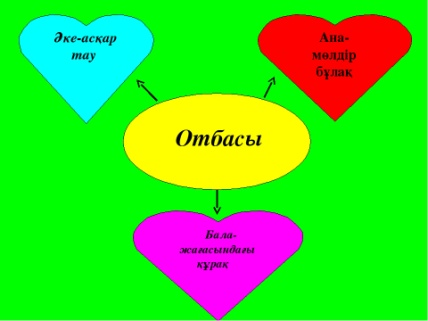 Әке-асқар
тау
Ана-
мөлдір
бұлақ
Отбасы
Бала-
жағасындағы
құрақ